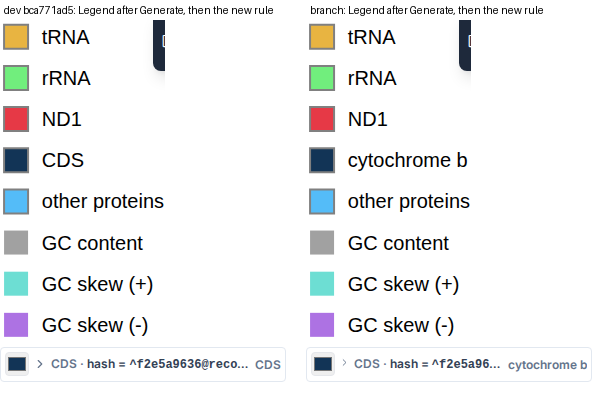 dev bca771ad5: Legend after Generate, then the new rule
tRNA
rRNA
ND1
CDS
other proteins
GC content
GC skew (+)
GC skew (-)
CDS · hash = ^f2e5a9636@reco… CDS
branch: Legend after Generate, then the new rule
tRNA
rRNA
ND1
cytochrome b
other proteins
GC content
GC skew (+)
GC skew (-)
CDS · hash = ^f2e5a96… cytochrome b